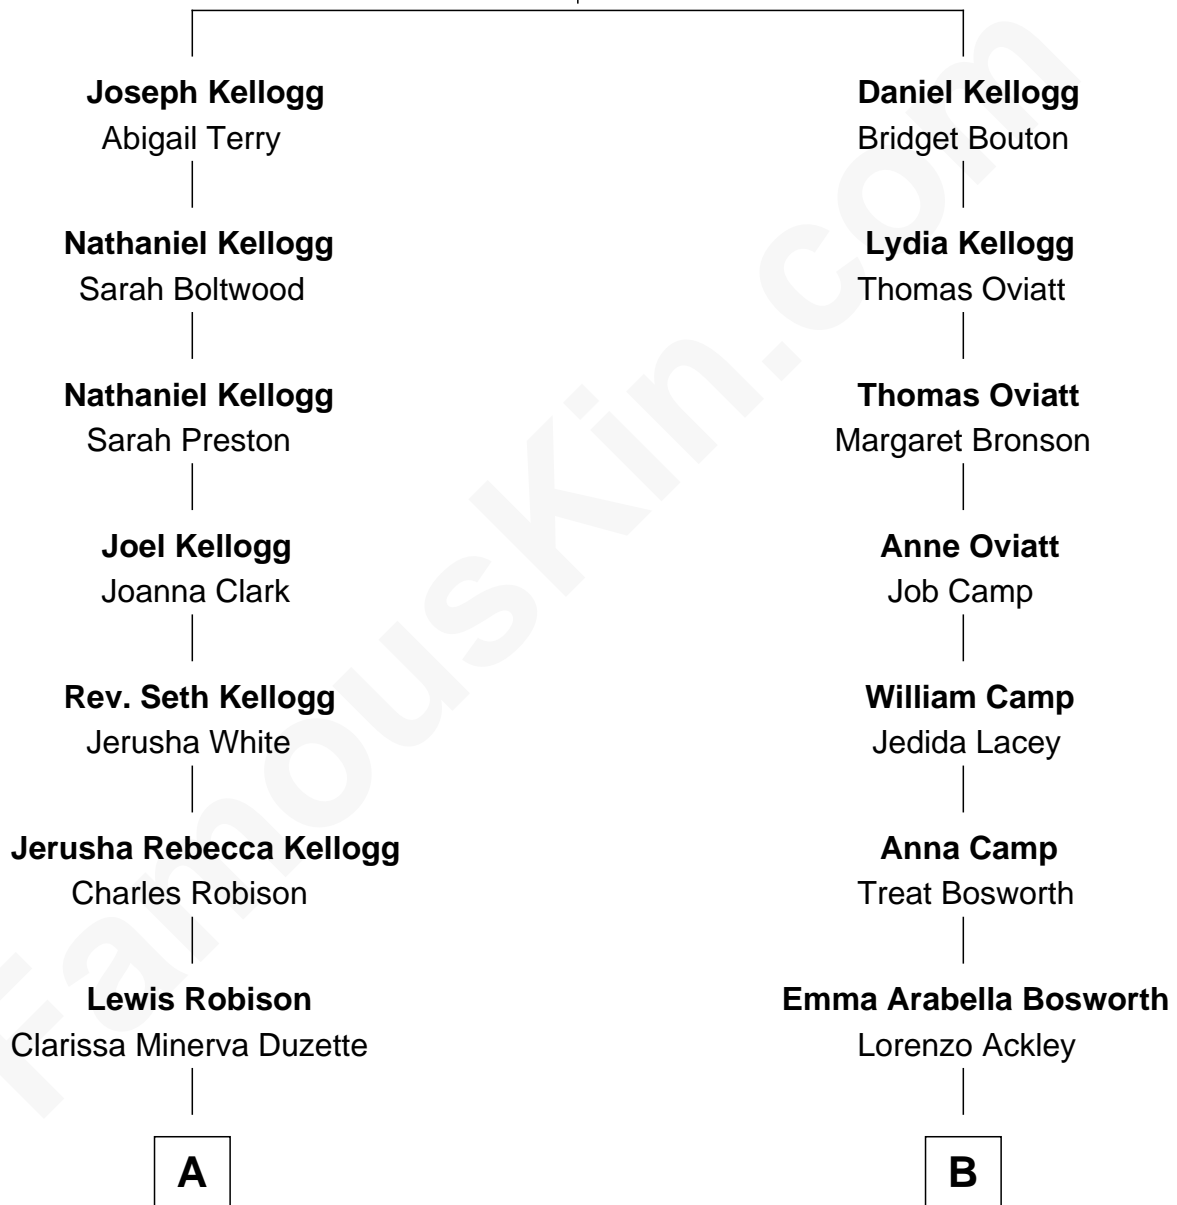 Joseph Kellogg
Abigail Terry
Nathaniel Kellogg
Sarah Boltwood
Nathaniel Kellogg
Sarah Preston
Joel Kellogg
Joanna Clark
Rev. Seth Kellogg
Jerusha White
Jerusha Rebecca Kellogg
Charles Robison
Lewis Robison
Clarissa Minerva Duzette
A
Daniel Kellogg
Bridget Bouton
Lydia Kellogg
Thomas Oviatt
Thomas Oviatt
Margaret Bronson
Anne Oviatt
Job Camp
William Camp
Jedida Lacey
Anna Camp
Treat Bosworth
Emma Arabella Bosworth
Lorenzo Ackley
B
FamousKin.com